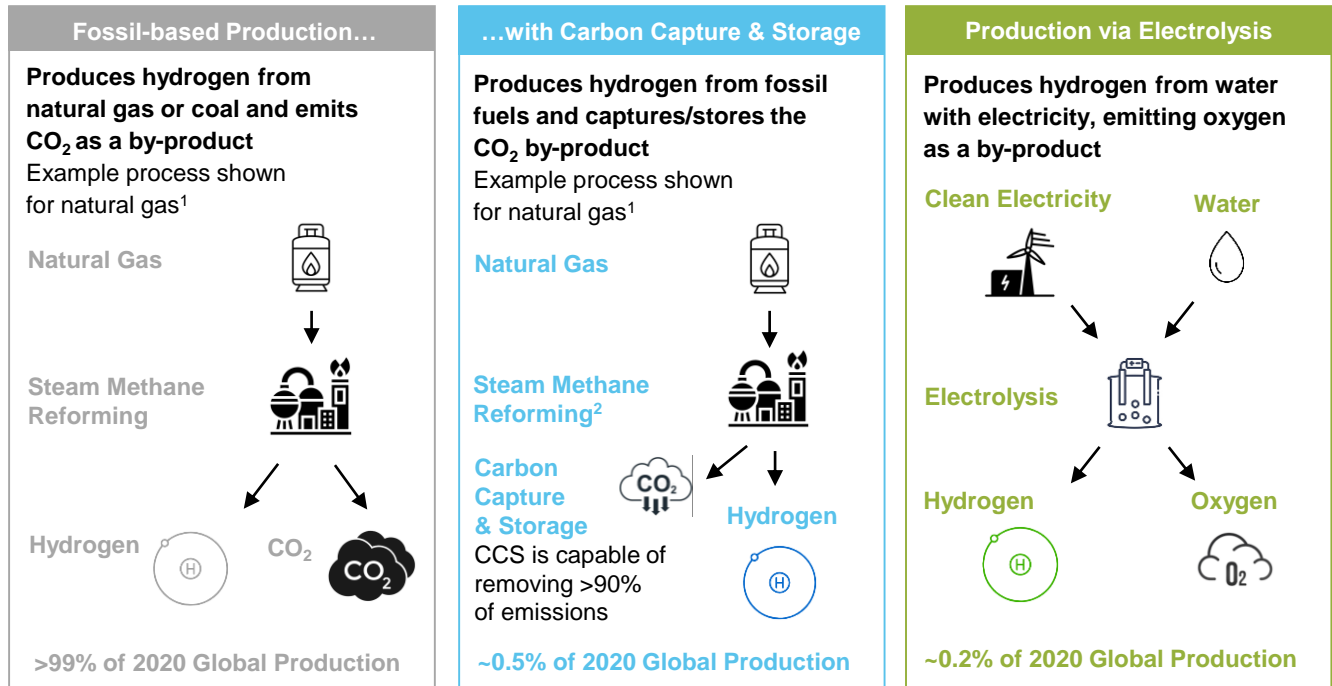 Fossil-based Production…
Produces hydrogen from
natural gas or coal and emits
CO₂ as a by-product
Example process shown
for natural gas¹
Natural Gas
Steam Methane
Reforming
Hydrogen
CO₂
CO₂
H
>99% of 2020 Global Production
…with Carbon Capture & Storage
Produces hydrogen from fossil
fuels and captures/stores the
CO₂ by-product
Example process shown
for natural gas¹
Natural Gas
Steam Methane
Reforming²
Carbon
Capture
& Storage
CO₂
Hydrogen
CCS is capable of
removing >90%
of emissions
H
~0.5% of 2020 Global Production
Production via Electrolysis
Produces hydrogen from water
with electricity, emitting oxygen
as a by-product
Clean Electricity
Water
Electrolysis
Hydrogen
Oxygen
H
O₂
~0.2% of 2020 Global Production